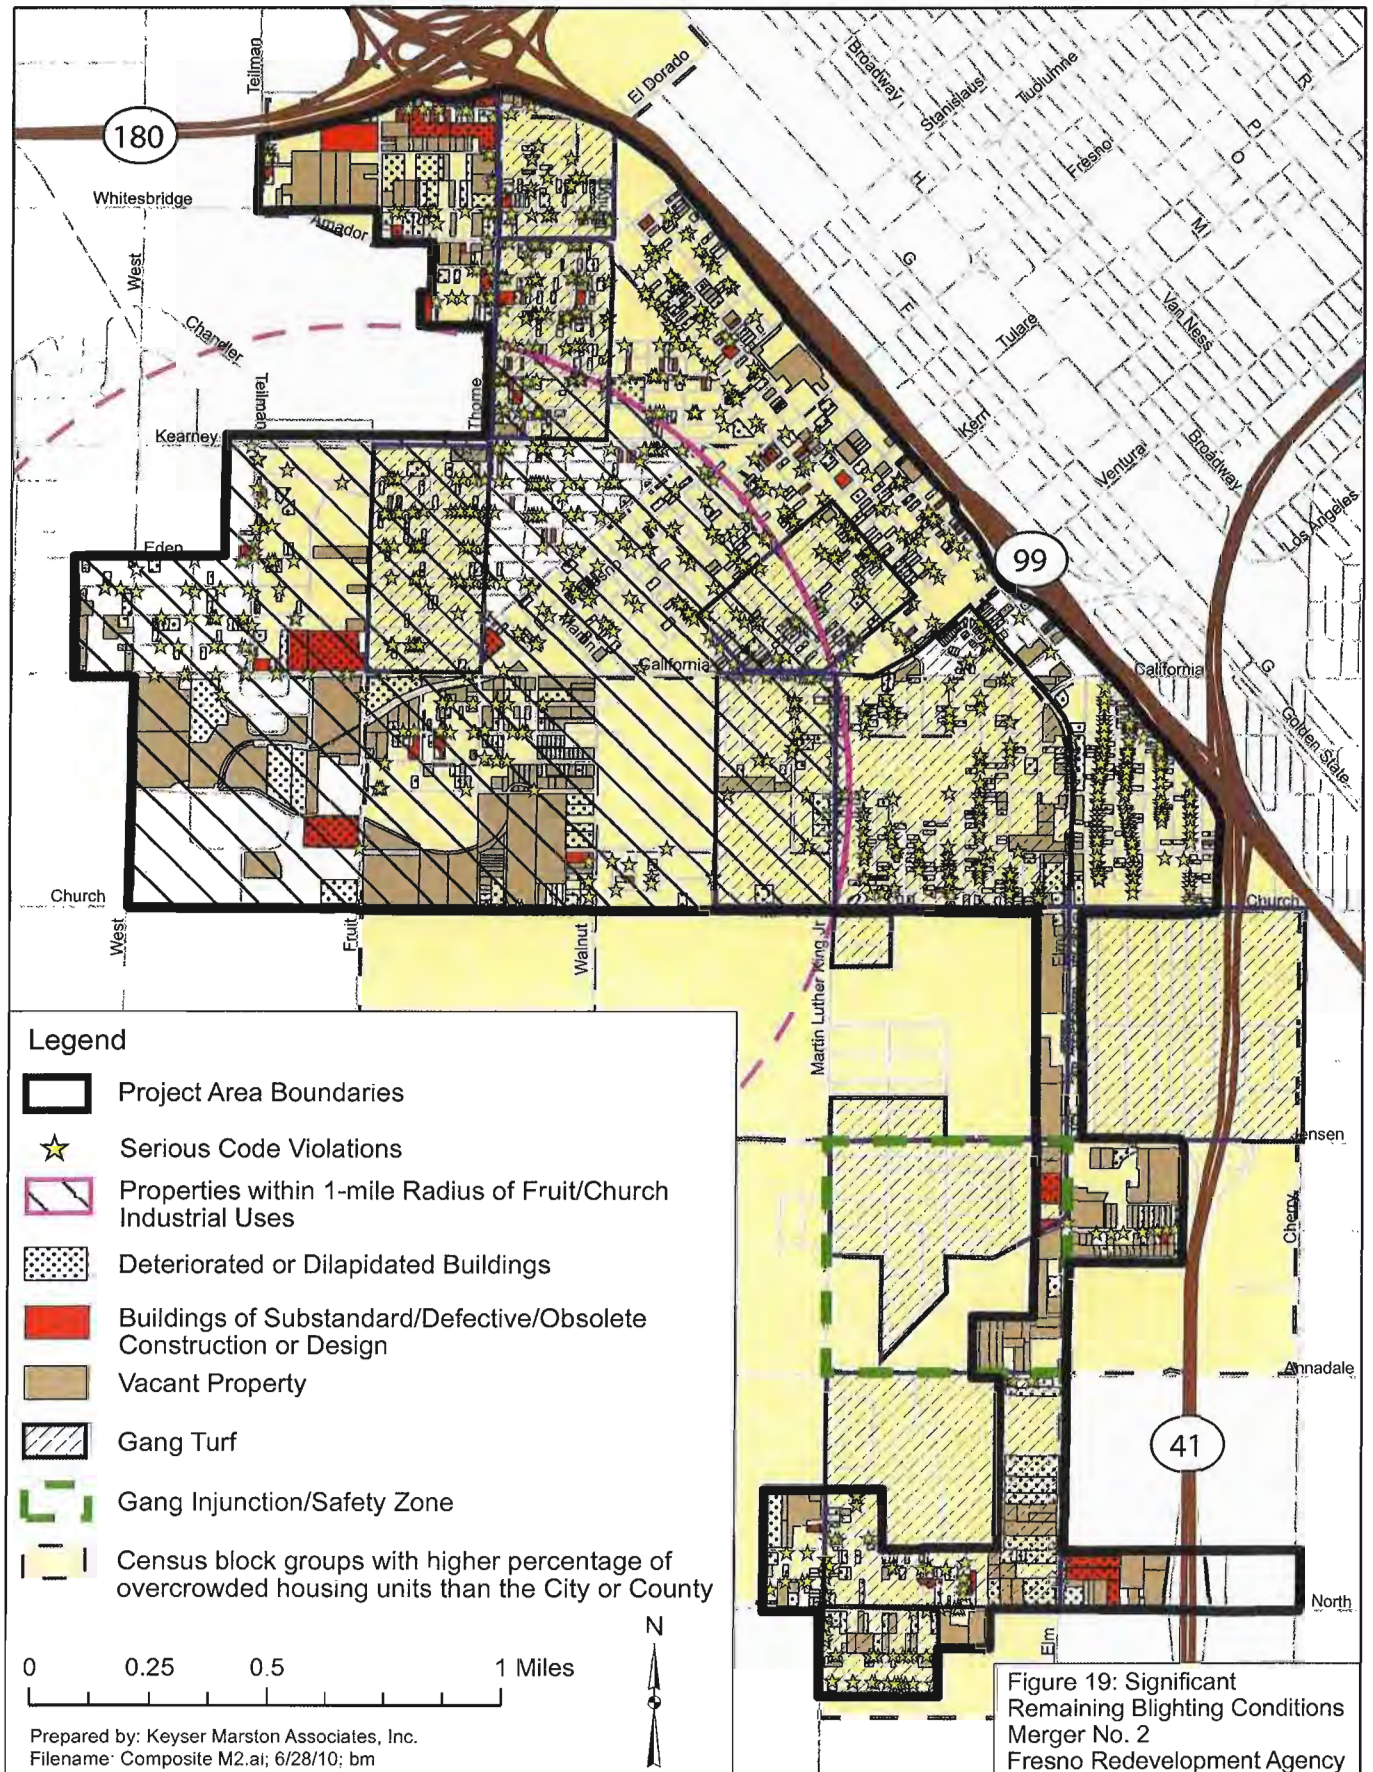 Teilman
180
El Dorado
Broadway
Stanislaus
Tuolumne
Fresno
R
P
O
M
H
G
F
Whitesbridge
Amador
West
Chandler
Tulare
Van Ness
Teilman
Thorne
Kearney
Kern
Ventura
Broadway
Los Angeles
Eden
99
Fresno
California
California
G
Golden State
Church
Church
West
Fruit
Walnut
Martin Luther King Jr
Elm
Jensen
Cherry
Annadale
41
North
Elm
Legend
Project Area Boundaries
Serious Code Violations
Properties within 1-mile Radius of Fruit/Church
Industrial Uses
Deteriorated or Dilapidated Buildings
Buildings of Substandard/Defective/Obsolete
Construction or Design
Vacant Property
Gang Turf
Gang Injunction/Safety Zone
Census block groups with higher percentage of
overcrowded housing units than the City or County
N
0 0.25 0.5 1 Miles
Prepared by: Keyser Marston Associates, Inc.
Filename: Composite M2.ai; 6/28/10; bm
Figure 19: Significant
Remaining Blighting Conditions
Merger No. 2
Fresno Redevelopment Agency